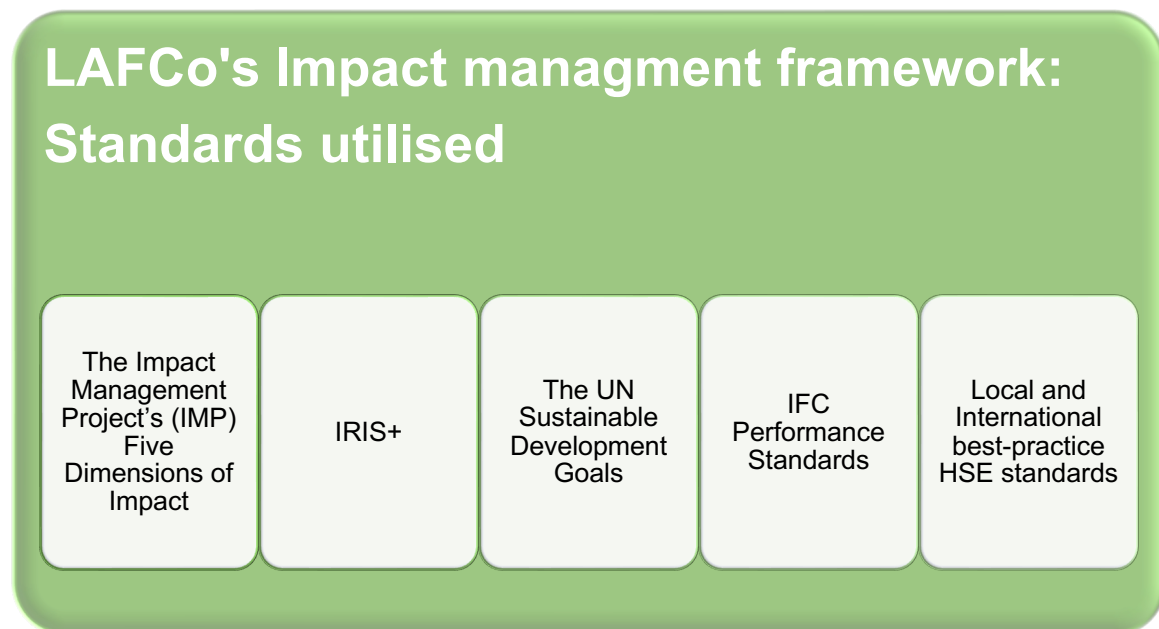 LAFCo's Impact managment framework:
Standards utilised
The Impact
Management
Project’s (IMP)
Five
Dimensions of
Impact
IRIS+
The UN
Sustainable
Development
Goals
IFC
Performance
Standards
Local and
International
best-practice
HSE standards